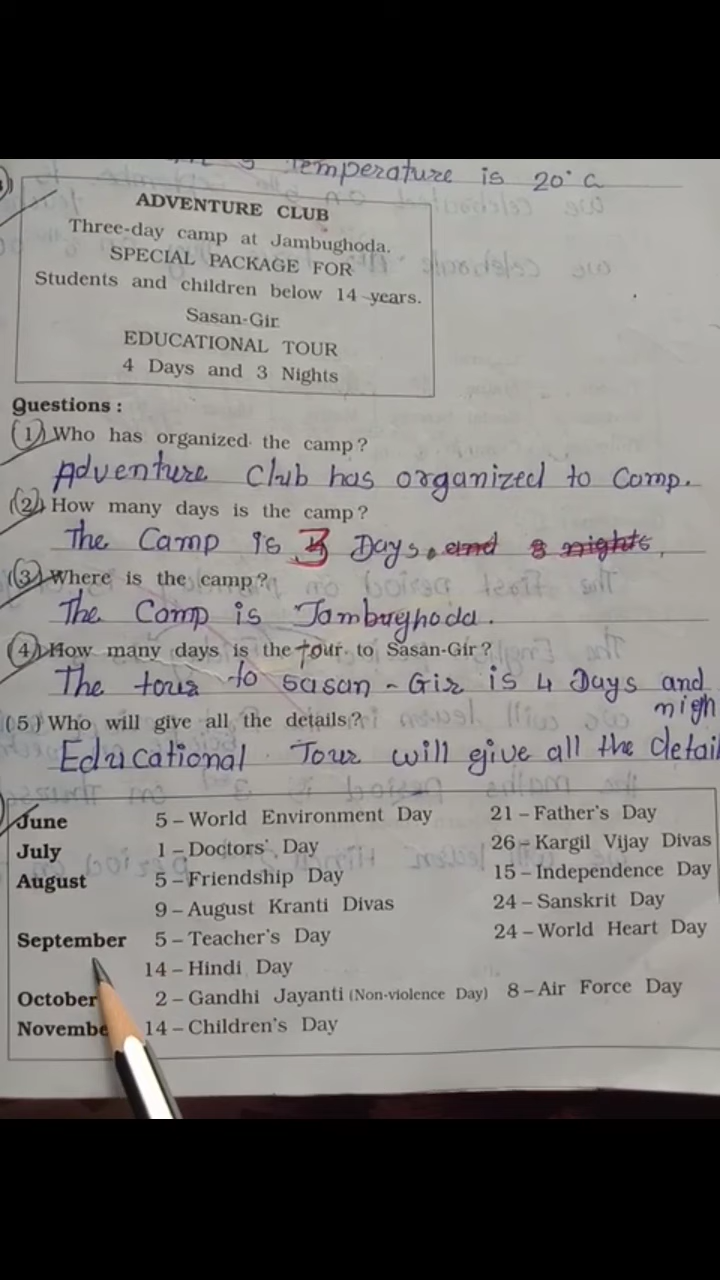 Temperature is 20° C
ADVENTURE CLUB
Three-day camp at Jambughoda.
SPECIAL PACKAGE FOR
Students and children below 14 years.
Sasan-Gir
EDUCATIONAL TOUR
4 Days and 3 Nights
Questions :
(1) Who has organized the camp?
Adventure Club has organized to Comp.
(2) How many days is the camp?
The Camp is 3 Days. and 3 nights,
(3) Where is the camp?
The Comp is Jambughoda.
(4) How many days is the tour to Sasan-Gir?
The tour to sasan-Gir is 4 Days and
nigh
(5) Who will give all the details?
Educational Tour will give all the detail
June 5 – World Environment Day 21 – Father's Day
July 1 – Doctors' Day 26 – Kargil Vijay Divas
August 5 – Friendship Day 15 – Independence Day
9 – August Kranti Divas 24 – Sanskrit Day
September 5 – Teacher's Day 24 – World Heart Day
14 – Hindi Day
October 2 – Gandhi Jayanti (Non-violence Day) 8 – Air Force Day
Novembe 14 – Children's Day